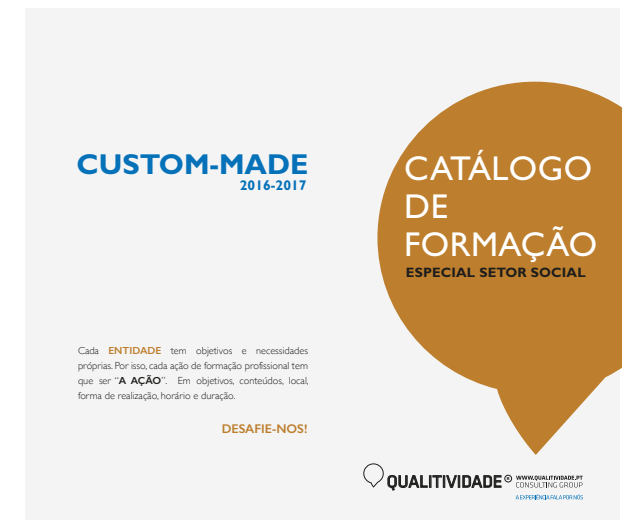 CUSTOM-MADE
2016-2017
Cada ENTIDADE tem objetivos e necessidades
próprias. Por isso, cada ação de formação profissional tem
que ser “A AÇÃO”. Em objetivos, conteúdos, local,
forma de realização, horário e duração.
DESAFIE-NOS!
CATÁLOGO
DE
FORMAÇÃO
ESPECIAL SETOR SOCIAL
QUALITIVIDADE®
WWW.QUALITIVIDADE.PT
CONSULTING GROUP
A EXPERIÊNCIA FALA POR NÓS